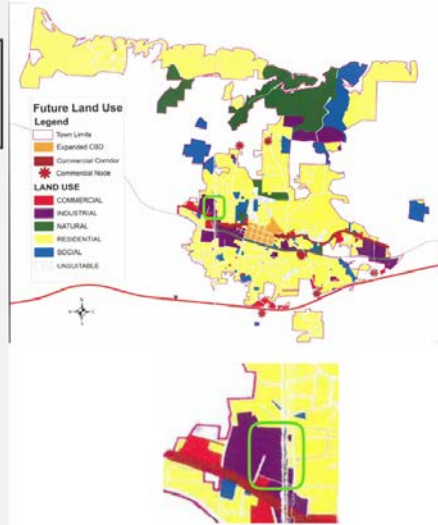 Future Land Use
Legend
Town Limits
Expanded CBD
Commercial Corridor
Commercial Node
LAND USE
COMMERCIAL
INDUSTRIAL
NATURAL
RESIDENTIAL
SOCIAL
UNSUITABLE